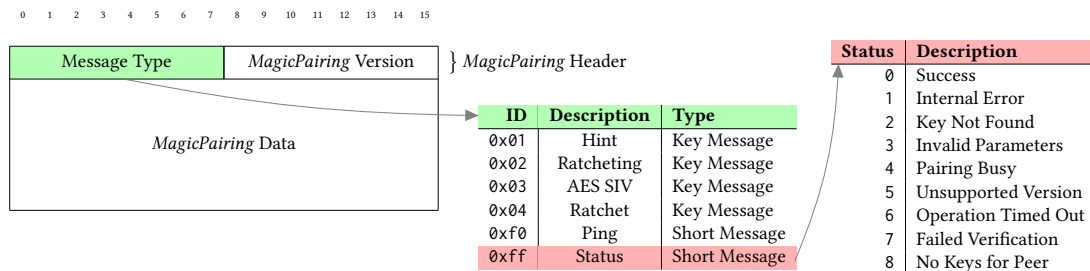 0 1 2 3 4 5 6 7 8 9 10 11 12 13 14 15
Message Type MagicPairing Version } MagicPairing Header
MagicPairing Data
ID Description Type
0x01 Hint Key Message
0x02 Ratcheting Key Message
0x03 AES SIV Key Message
0x04 Ratchet Key Message
0xf0 Ping Short Message
0xff Status Short Message
Status Description
0 Success
1 Internal Error
2 Key Not Found
3 Invalid Parameters
4 Pairing Busy
5 Unsupported Version
6 Operation Timed Out
7 Failed Verification
8 No Keys for Peer